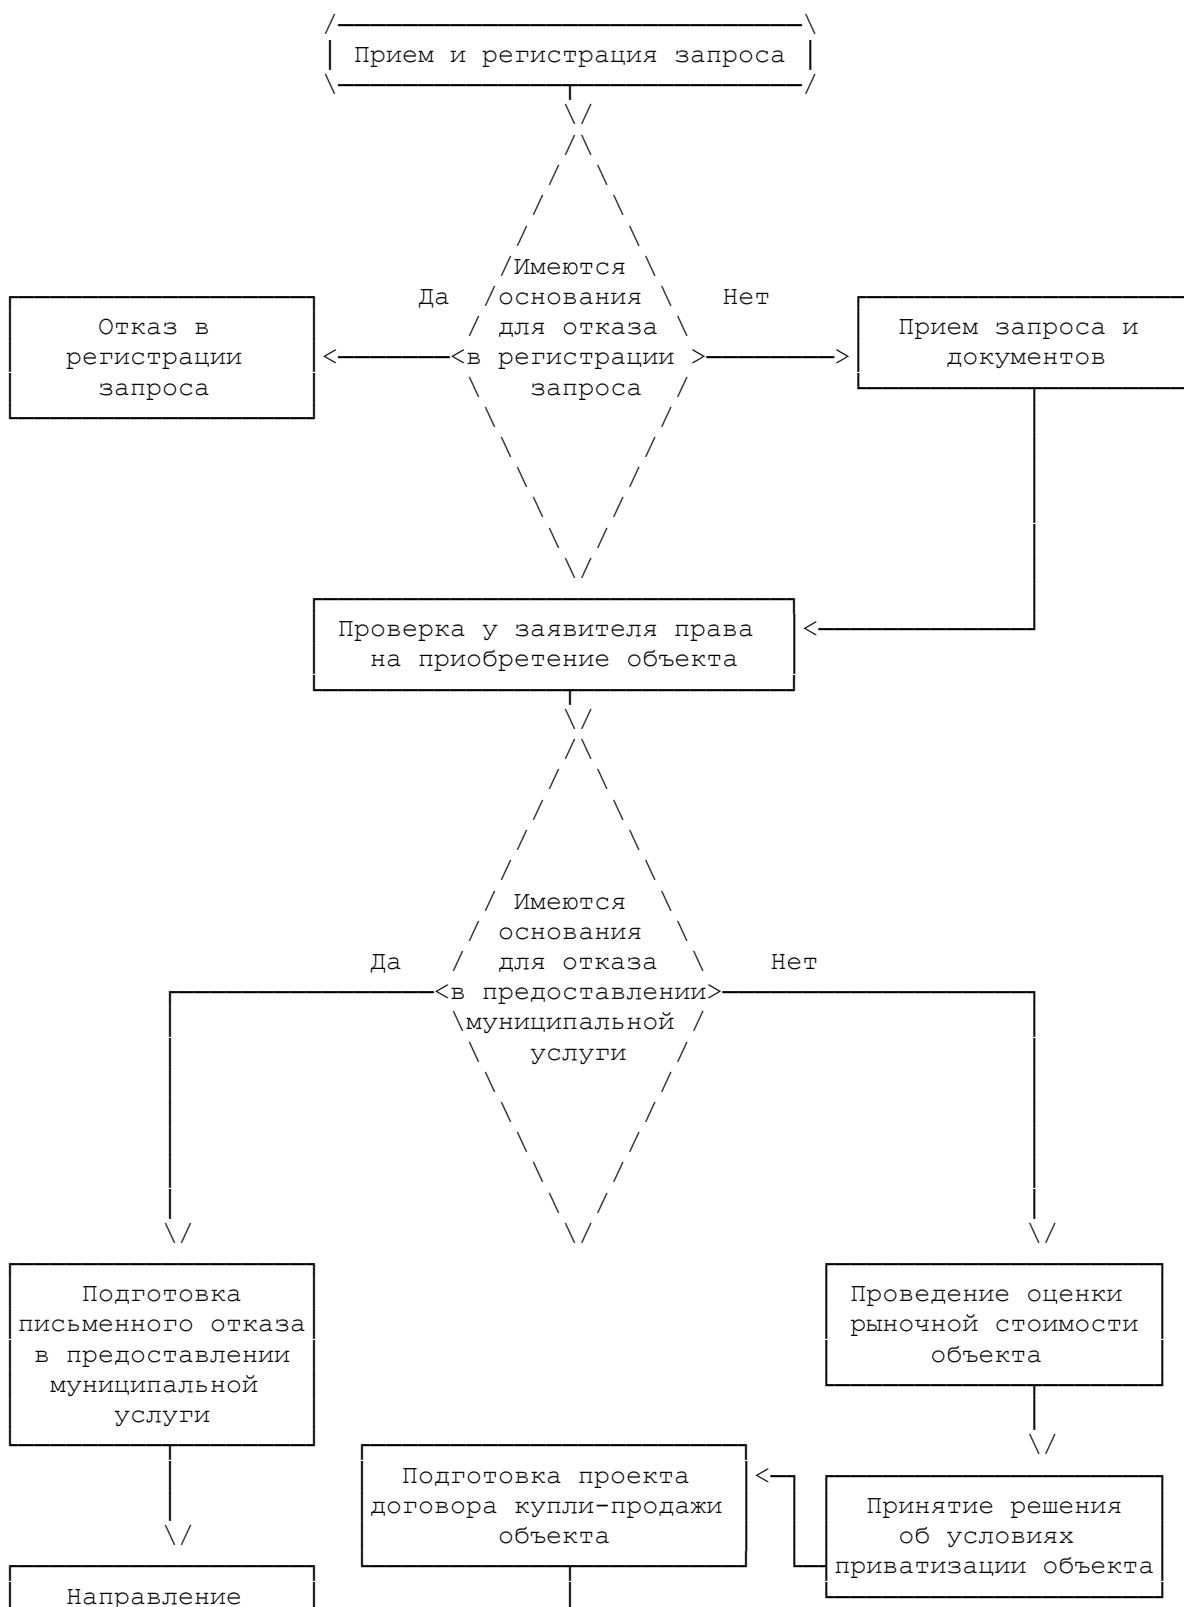 Прием и регистрация запроса
Имеются
основания
для отказа
в регистрации
запроса
Да
Нет
Отказ в
регистрации
запроса
Прием запроса и
документов
Проверка у заявителя права
на приобретение объекта
Имеются
основания
для отказа
в предоставлении
муниципальной
услуги
Да
Нет
Подготовка
письменного отказа
в предоставлении
муниципальной
услуги
Проведение оценки
рыночной стоимости
объекта
Подготовка проекта
договора купли-продажи
объекта
Принятие решения
об условиях
приватизации объекта
Направление